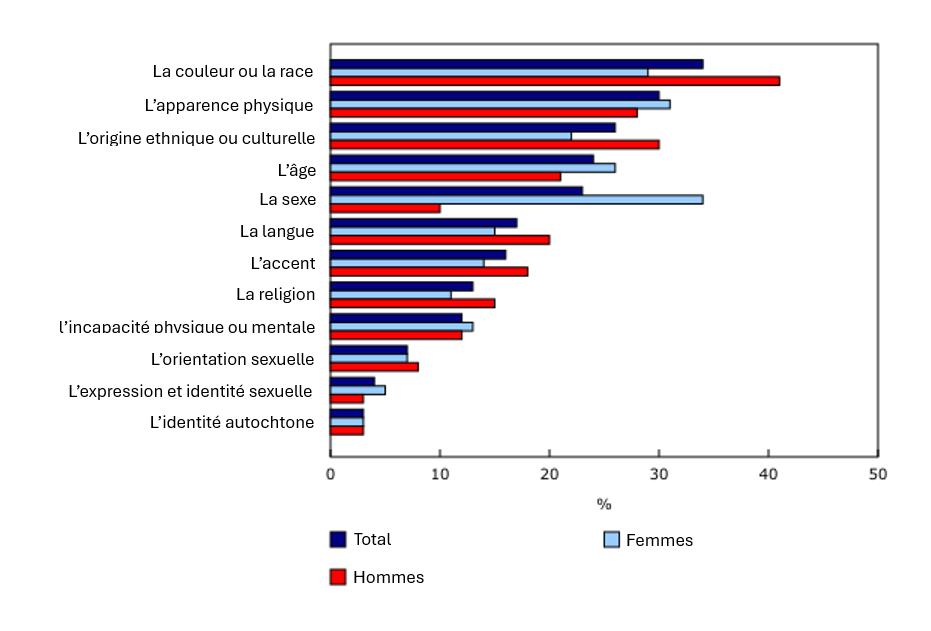 La couleur ou la race
L’apparence physique
L’origine ethnique ou culturelle
L’âge
La sexe
La langue
L’accent
La religion
l’incapacité physique ou mentale
L’orientation sexuelle
L’expression et identité sexuelle
L’identité autochtone
0 10 20 30 40 50
%
Total Femmes
Hommes